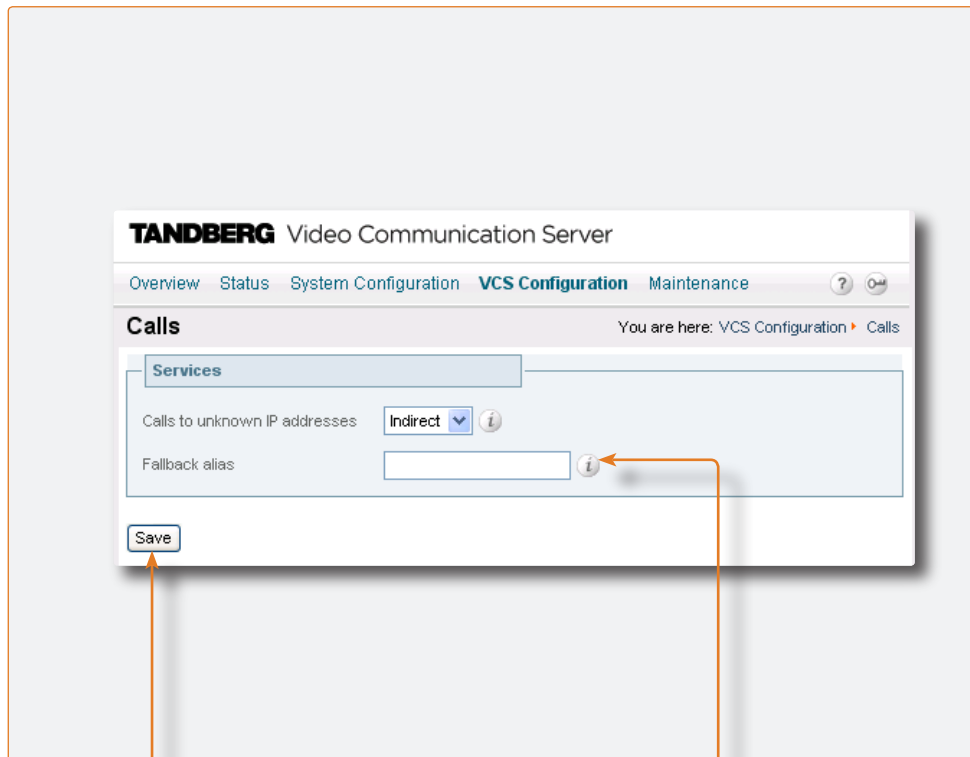 TANDBERG Video Communication Server
Overview Status System Configuration VCS Configuration Maintenance ?
Calls You are here: VCS Configuration Calls
Services
Calls to unknown IP addresses Indirect i
Fallback alias i
Save